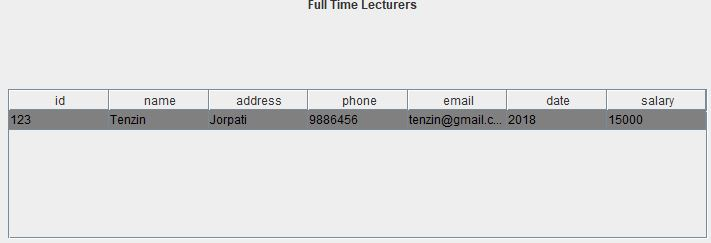 Full Time Lecturers
id name address phone email date salary
123 Tenzin Jorpati 9886456 tenzin@gmail.c... 2018 15000